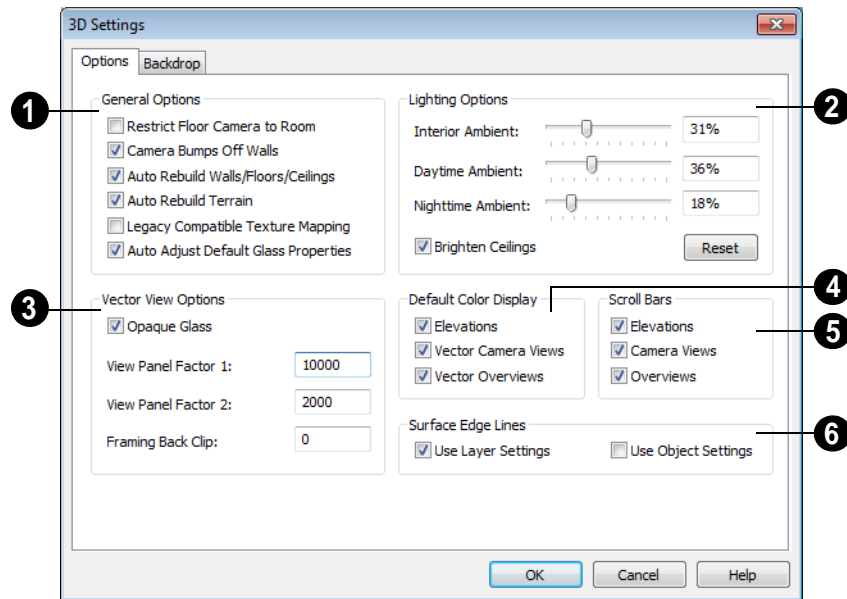 3D Settings
Options
Backdrop
1
General Options
Restrict Floor Camera to Room
Camera Bumps Off Walls
Auto Rebuild Walls/Floors/Ceilings
Auto Rebuild Terrain
Legacy Compatible Texture Mapping
Auto Adjust Default Glass Properties
2
Lighting Options
Interior Ambient: 31%
Daytime Ambient: 36%
Nighttime Ambient: 18%
Brighten Ceilings
Reset
3
Vector View Options
Opaque Glass
View Panel Factor 1: 10000
View Panel Factor 2: 2000
Framing Back Clip: 0
4
Default Color Display
Elevations
Vector Camera Views
Vector Overviews
5
Scroll Bars
Elevations
Camera Views
Overviews
6
Surface Edge Lines
Use Layer Settings
Use Object Settings
OK
Cancel
Help